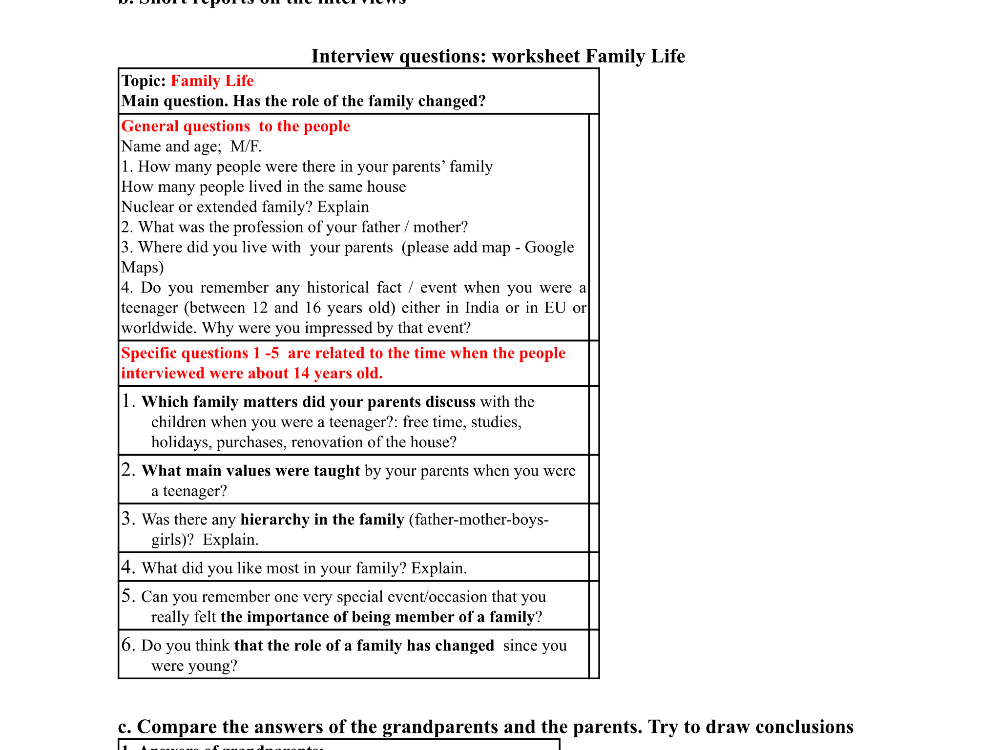 b. Short reports on the interviews
Interview questions: worksheet Family Life
Topic: Family Life
Main question. Has the role of the family changed?
General questions  to the people
Name and age;  M/F.
1. How many people were there in your parents’ family
How many people lived in the same house
Nuclear or extended family? Explain
2. What was the profession of your father / mother?
3. Where did you live with  your parents  (please add map - Google
Maps)
4. Do you remember any historical fact / event when you were a
teenager (between 12 and 16 years old) either in India or in EU or
worldwide. Why were you impressed by that event?
Specific questions 1 -5  are related to the time when the people
interviewed were about 14 years old.
1. Which family matters did your parents discuss with the
children when you were a teenager?: free time, studies,
holidays, purchases, renovation of the house?
2. What main values were taught by your parents when you were
a teenager?
3. Was there any hierarchy in the family (father-mother-boys-
girls)?  Explain.
4. What did you like most in your family? Explain.
5. Can you remember one very special event/occasion that you
really felt the importance of being member of a family?
6. Do you think that the role of a family has changed  since you
were young?
c. Compare the answers of the grandparents and the parents. Try to draw conclusions
1. Answers of grandparents: